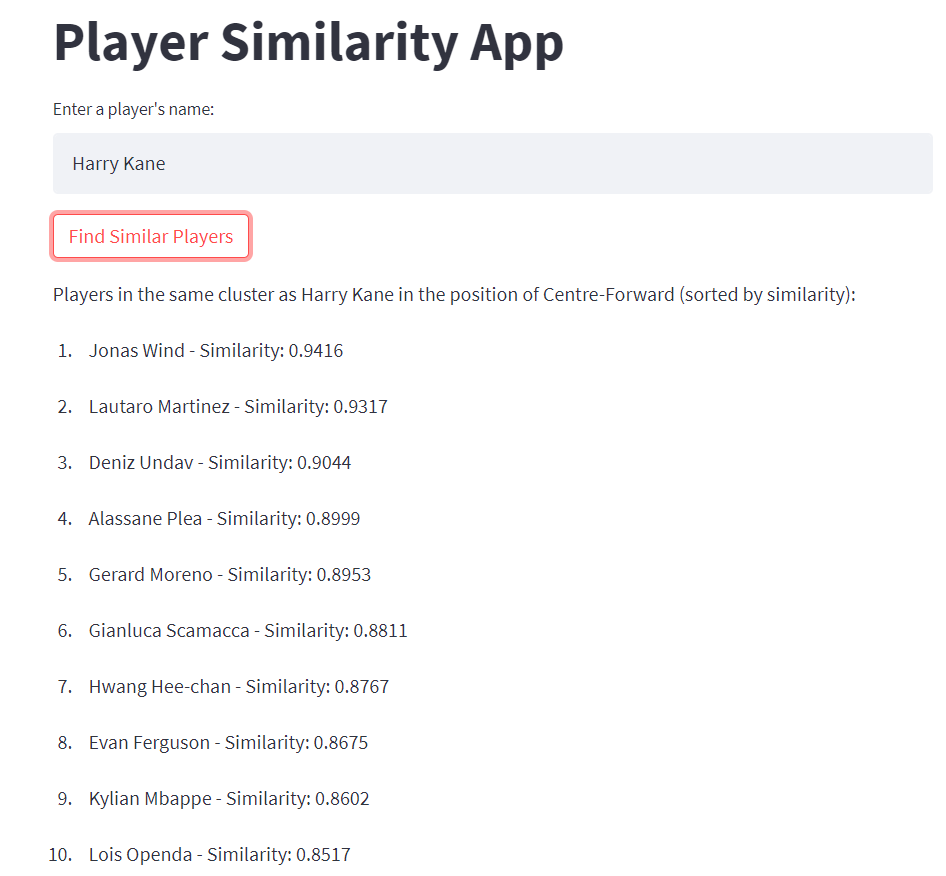 Player Similarity App
Enter a player's name:
Harry Kane
Find Similar Players
Players in the same cluster as Harry Kane in the position of Centre-Forward (sorted by similarity):
1. Jonas Wind - Similarity: 0.9416
2. Lautaro Martinez - Similarity: 0.9317
3. Deniz Undav - Similarity: 0.9044
4. Alassane Plea - Similarity: 0.8999
5. Gerard Moreno - Similarity: 0.8953
6. Gianluca Scamacca - Similarity: 0.8811
7. Hwang Hee-chan - Similarity: 0.8767
8. Evan Ferguson - Similarity: 0.8675
9. Kylian Mbappe - Similarity: 0.8602
10. Lois Openda - Similarity: 0.8517